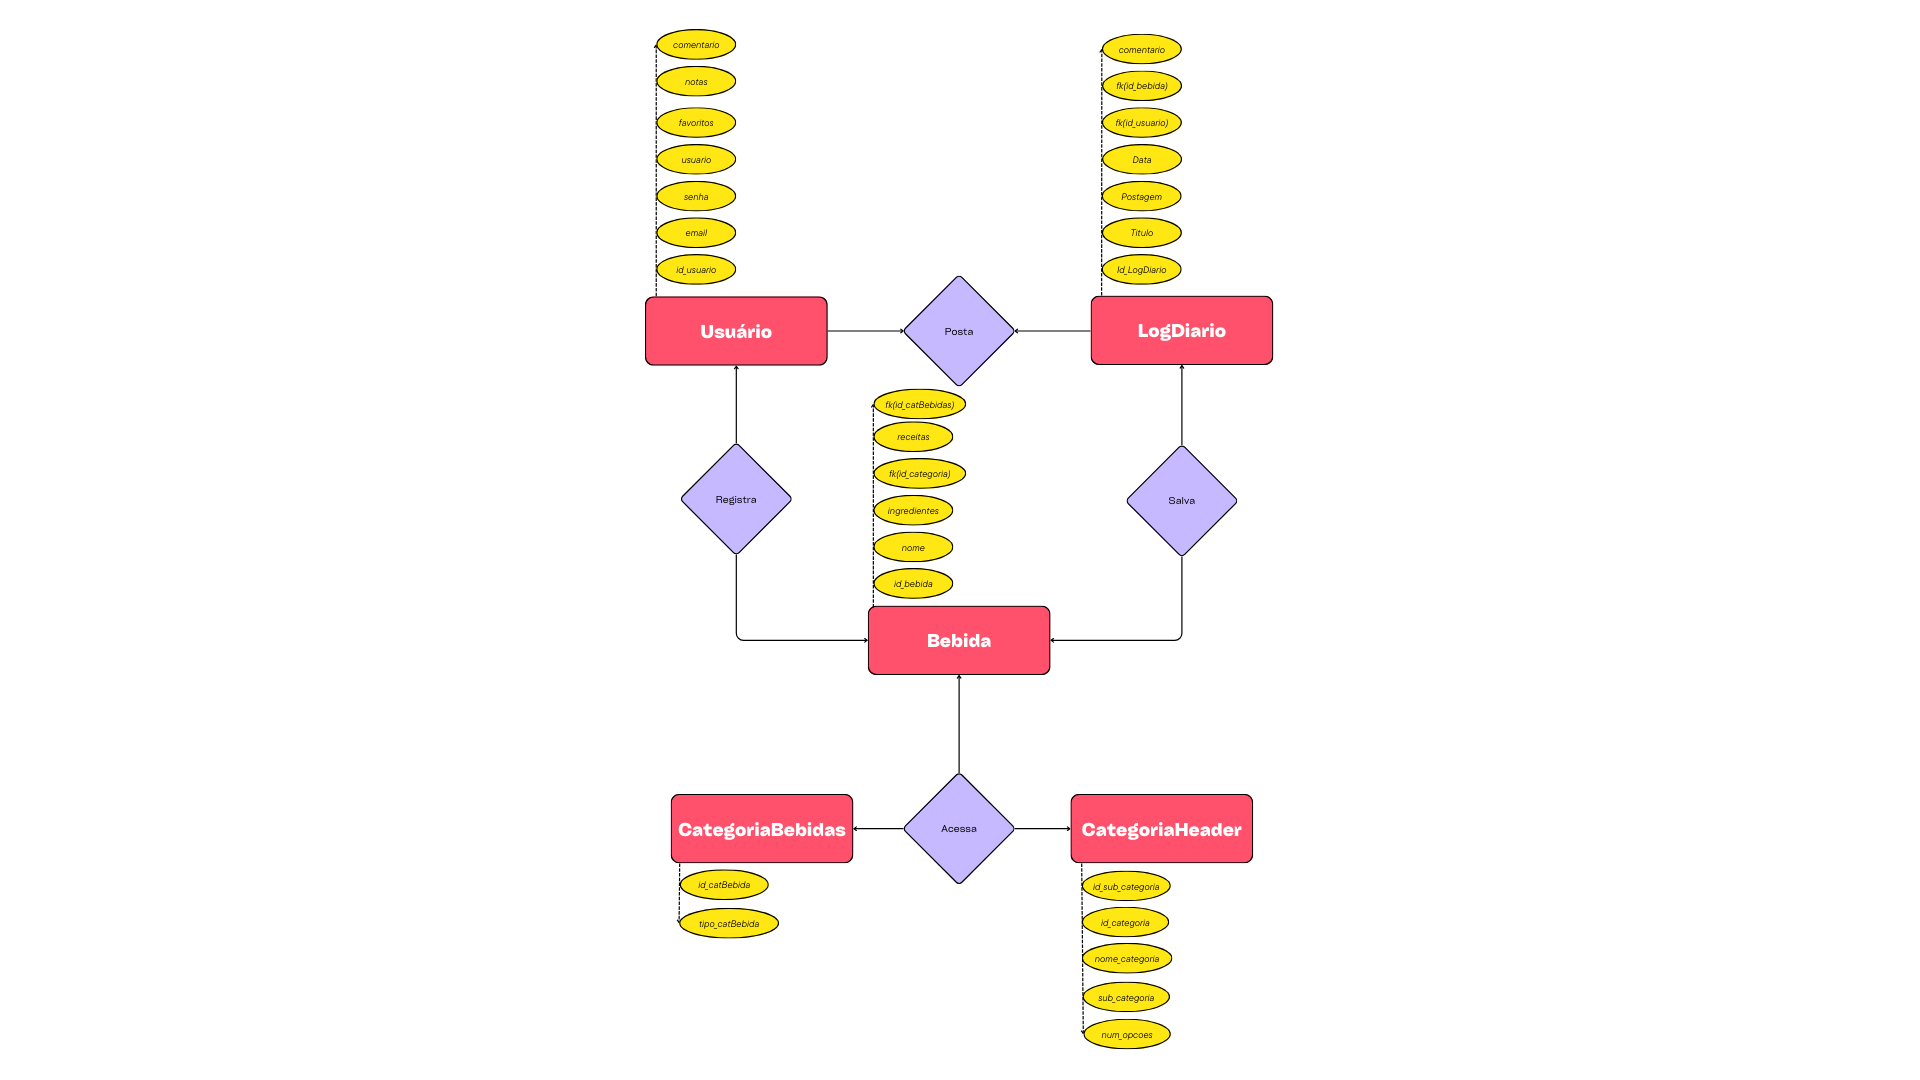 comentario
notas
favoritos
usuario
senha
email
id_usuario
Usuário
Posta
comentario
fk(id_bebida)
fk(id_usuario)
Data
Postagem
Titulo
Id_LogDiario
LogDiario
Registra
fk(id_catBebidas)
receitas
fk(id_categoria)
ingredientes
nome
id_bebida
Bebida
Salva
CategoriaBebidas
id_catBebida
tipo_catBebida
Acessa
CategoriaHeader
id_sub_categoria
id_categoria
nome_categoria
sub_categoria
num_opcoes